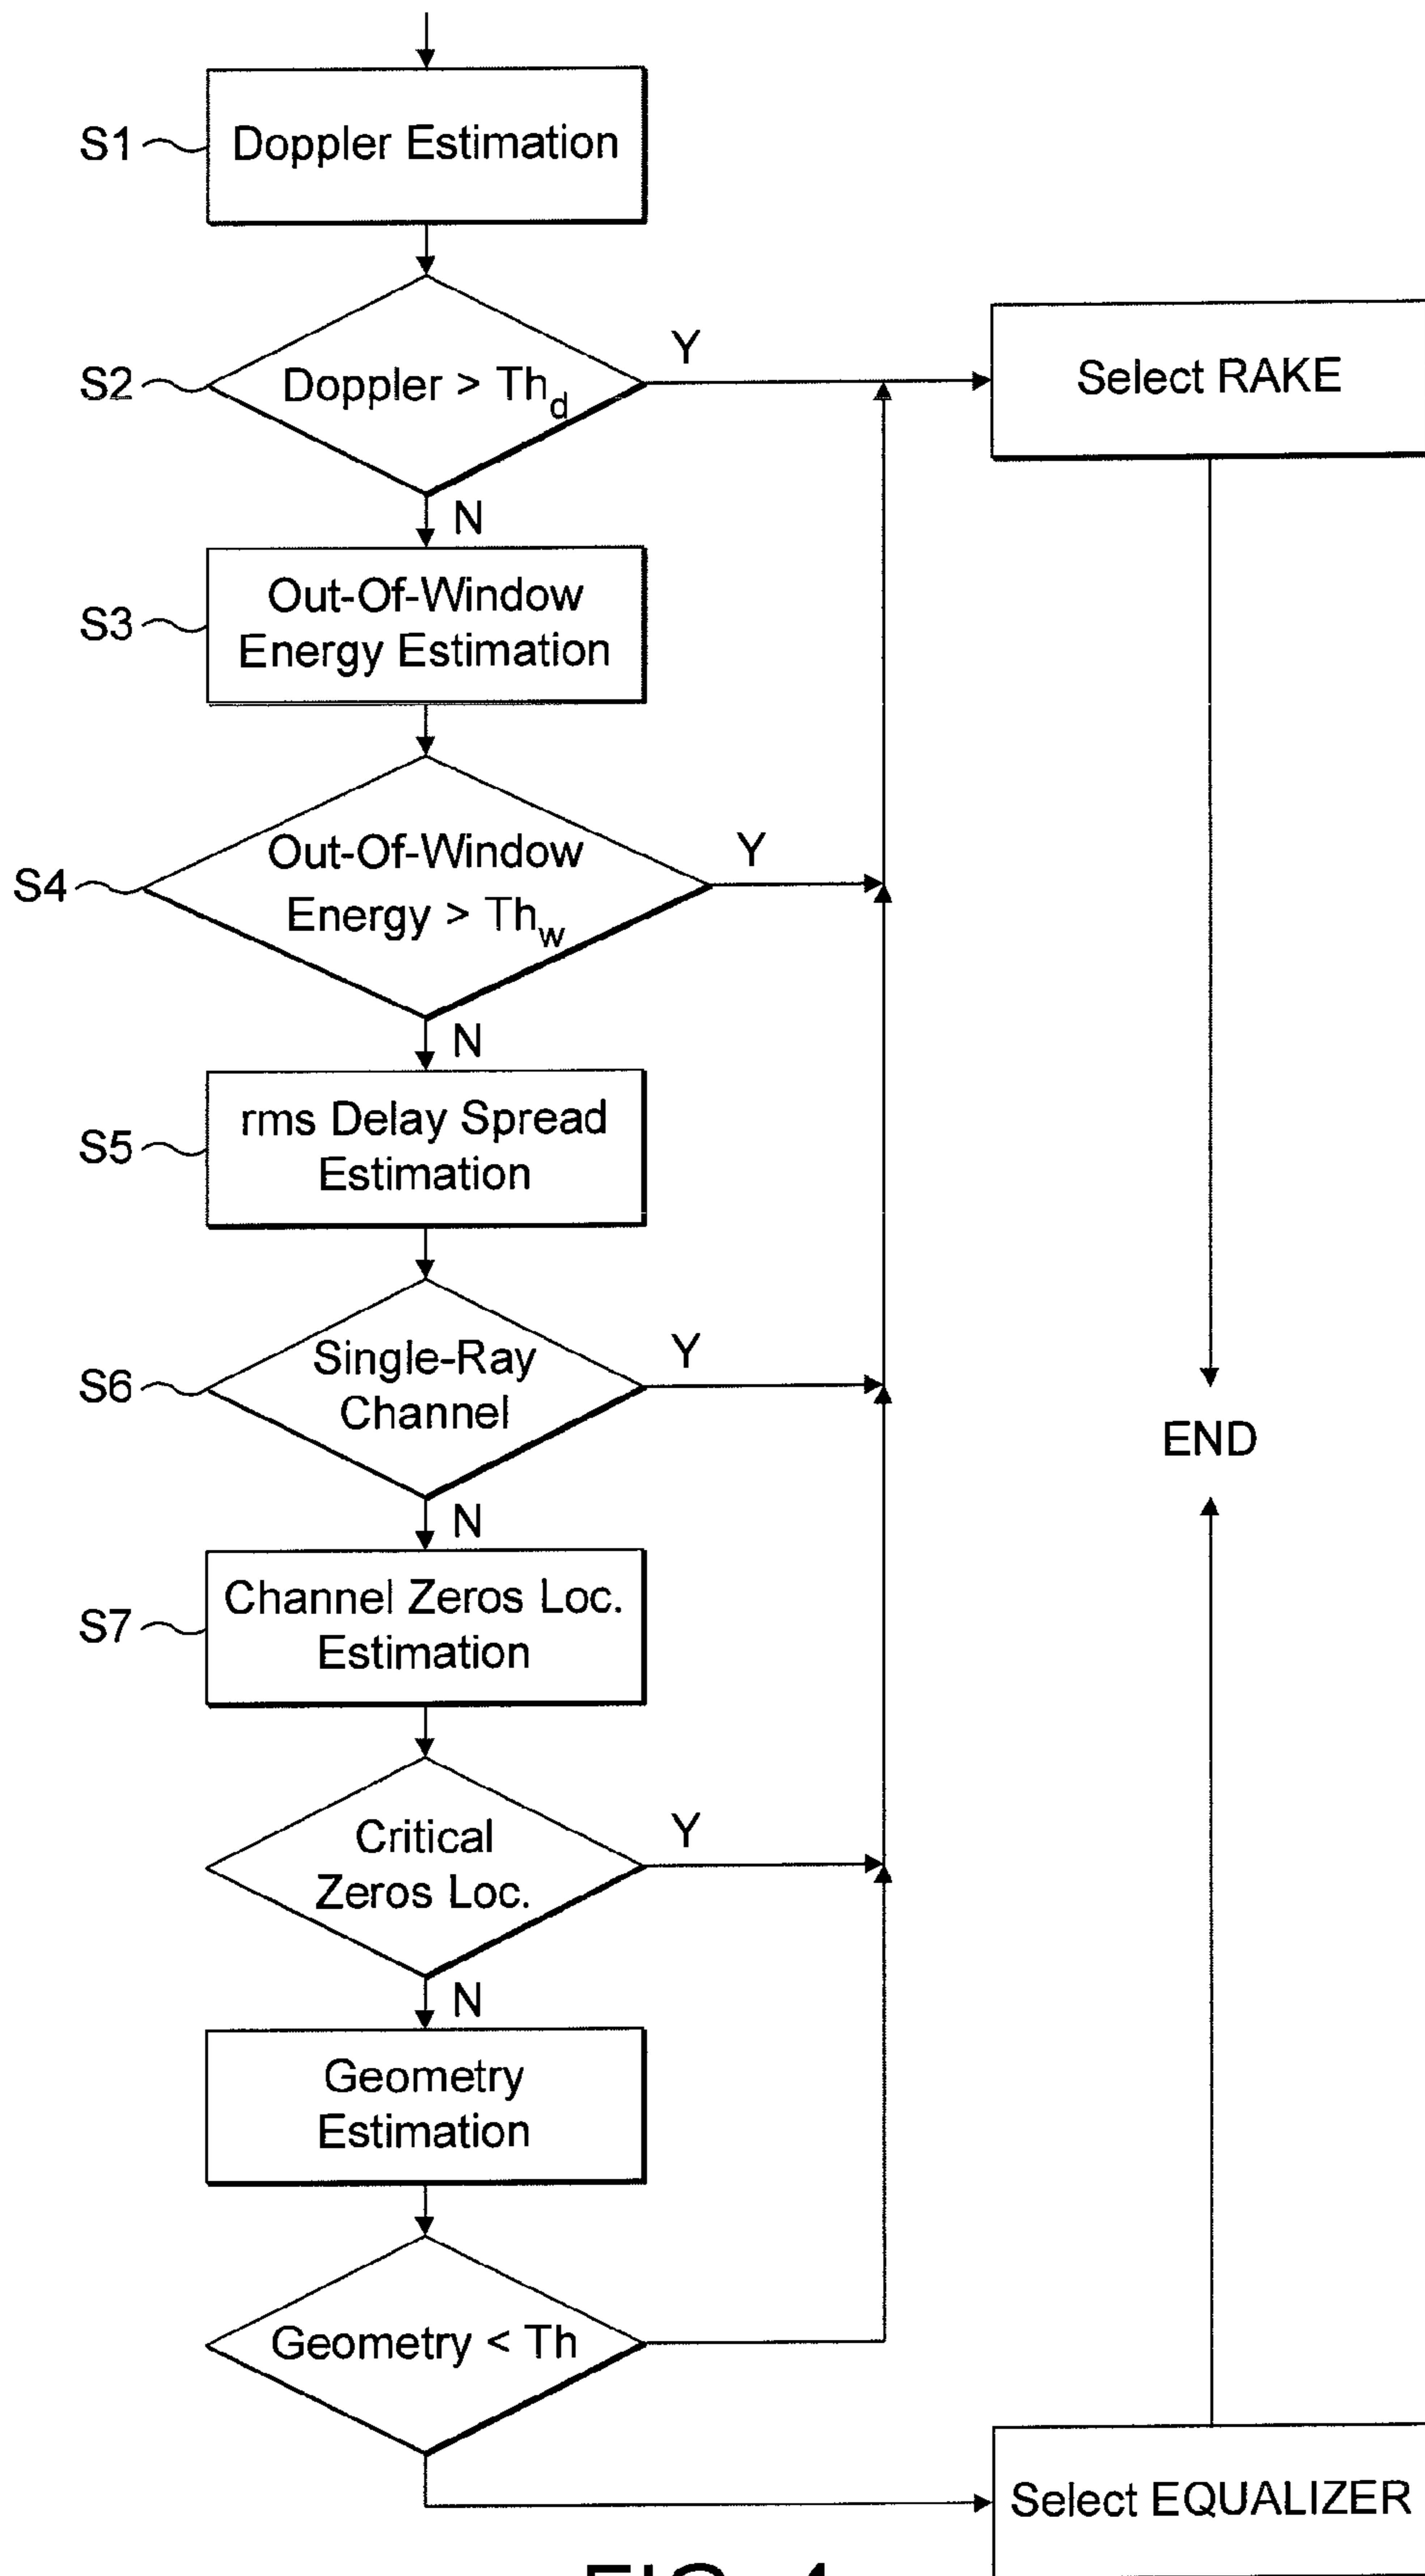 S1
Doppler Estimation
S2
Doppler > Thd
Y
Select RAKE
N
S3
Out-Of-Window
Energy Estimation
S4
Out-Of-Window
Energy > Thw
Y
N
S5
rms Delay Spread
Estimation
S6
Single-Ray
Channel
Y
END
N
S7
Channel Zeros Loc.
Estimation
Critical
Zeros Loc.
Y
N
Geometry
Estimation
Geometry < Th
Select EQUALIZER